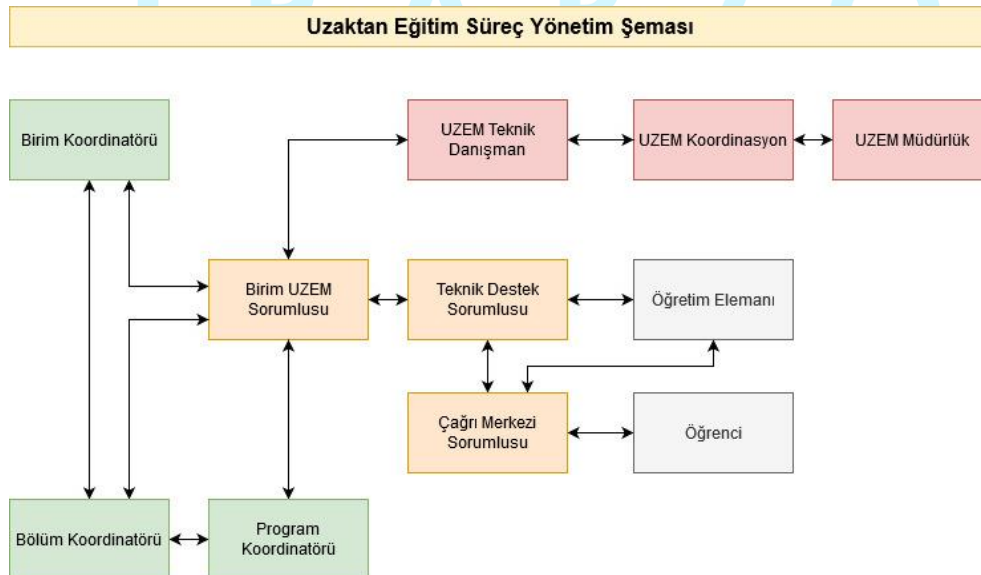 Uzaktan Eğitim Süreç Yönetim Şeması
Birim Koordinatörü
UZEM Teknik
Danışman
UZEM Koordinasyon
UZEM Müdürlük
Birim UZEM
Sorumlusu
Teknik Destek
Sorumlusu
Öğretim Elemanı
Çağrı Merkezi
Sorumlusu
Öğrenci
Bölüm Koordinatörü
Program
Koordinatörü